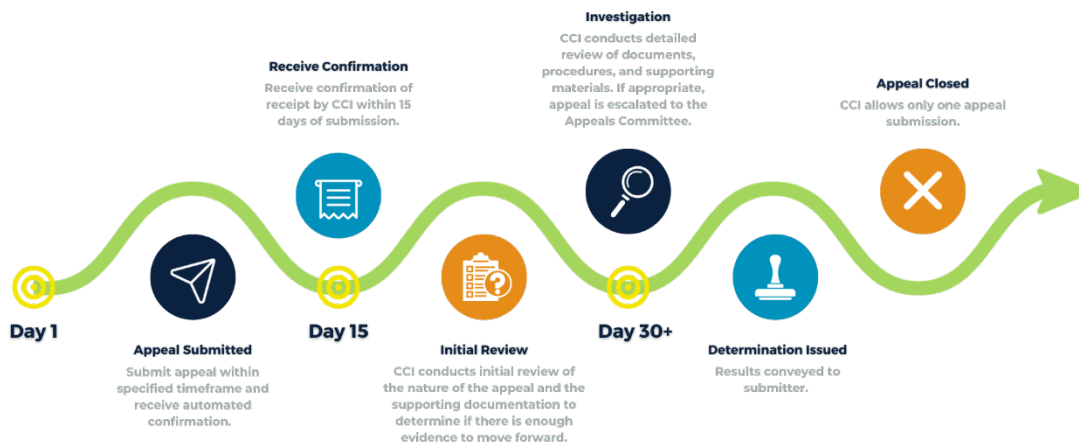 Investigation
CCI conducts detailed
review of documents,
procedures, and supporting
materials. If appropriate,
appeal is escalated to the
Appeals Committee.
Receive Confirmation
Receive confirmation of
receipt by CCI within 15
days of submission.
Appeal Closed
CCI allows only one appeal
submission.
Day 1
Day 15
Day 30+
Appeal Submitted
Submit appeal within
specified timeframe and
receive automated
confirmation.
Initial Review
CCI conducts initial review of
the nature of the appeal and the
supporting documentation to
determine if there is enough
evidence to move forward.
Determination Issued
Results conveyed to
submitter.